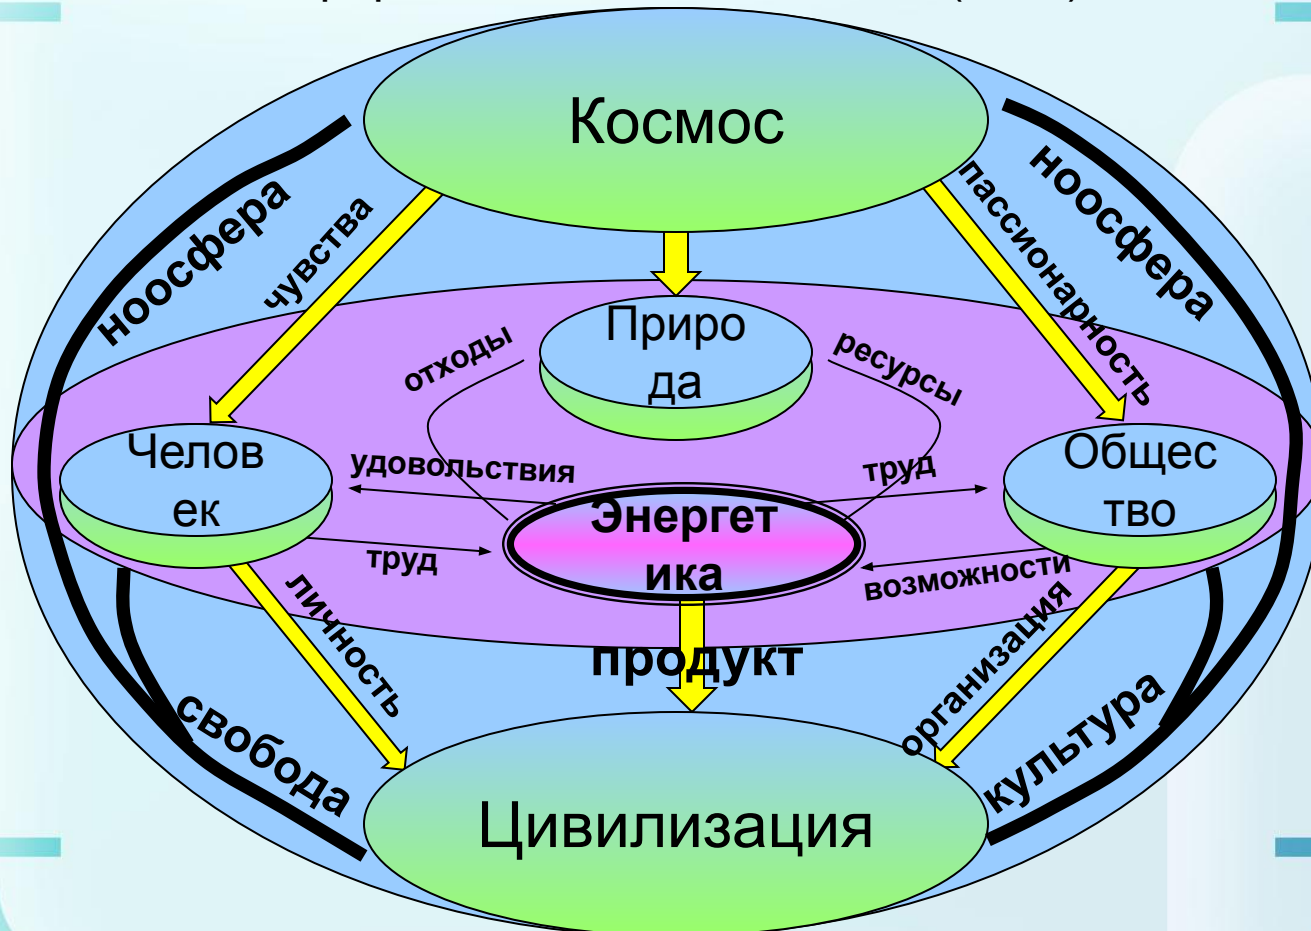 Космос
ноосфера
ноосфера
чувства
пассионарность
Приро
да
отходы
ресурсы
Челов
ек
Общес
тво
удовольствия
труд
Энергет
ика
труд
возможности
личность
организация
продукт
свобода
культура
Цивилизация